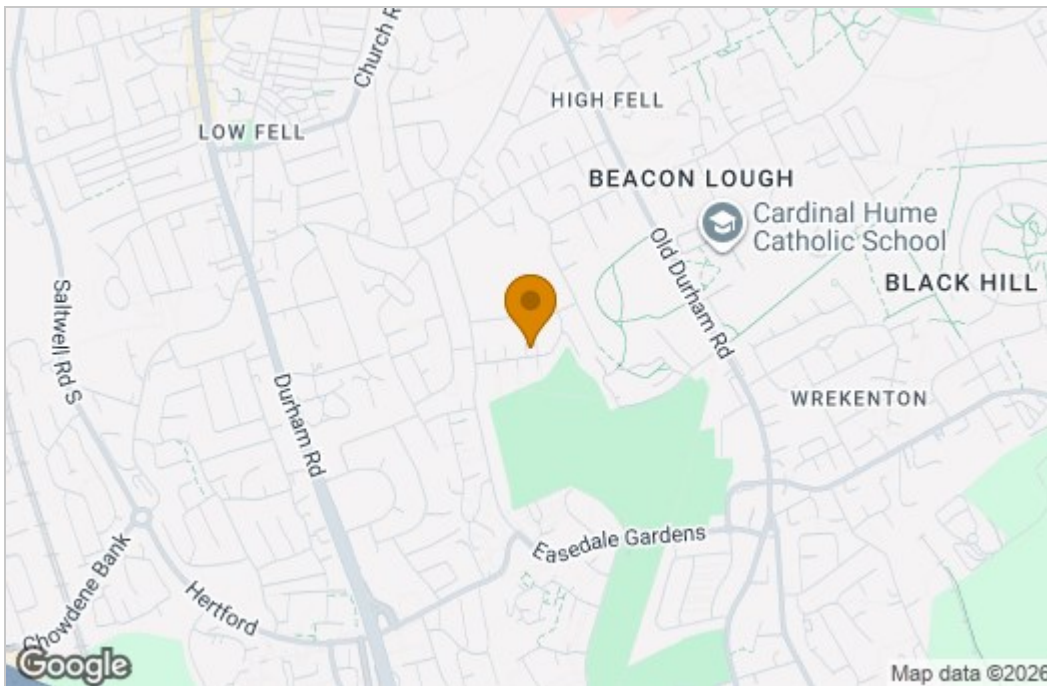 Church R
HIGH FELL
LOW FELL
BEACON LOUGH
Cardinal Hume
Catholic School
Old Durham Rd
BLACK HILL
Saltwell Rd S
Durham Rd
WREKENTON
Easedale Gardens
Chowdene Bank
Hertford
Google
Map data ©2026